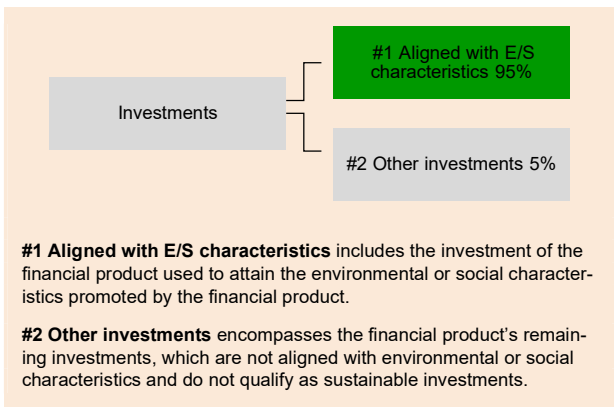 #1 Aligned with E/S
characteristics 95%
Investments
#2 Other investments 5%
#1 Aligned with E/S characteristics includes the investment of the
financial product used to attain the environmental or social character-
istics promoted by the financial product.
#2 Other investments encompasses the financial product’s remain-
ing investments, which are not aligned with environmental or social
characteristics and do not qualify as sustainable investments.